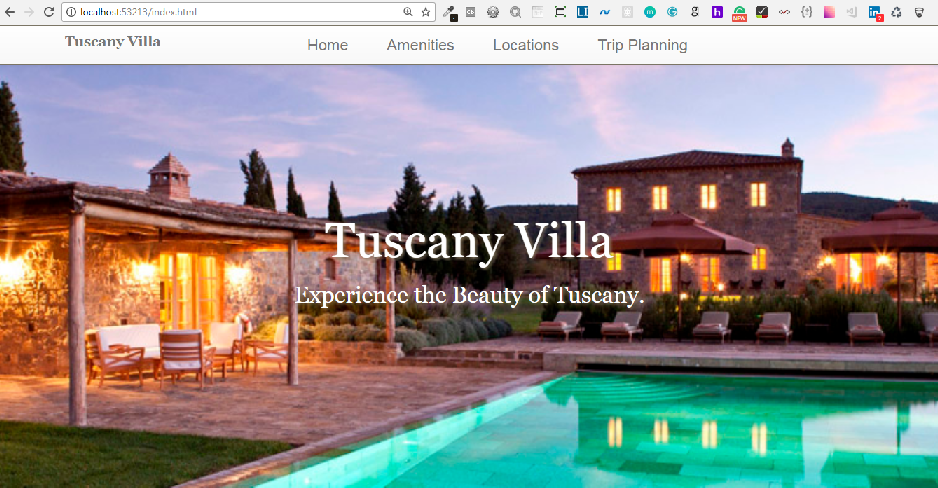 localhost:53213/index.html
Tuscany Villa
Home Amenities Locations Trip Planning
Tuscany Villa
Experience the Beauty of Tuscany.